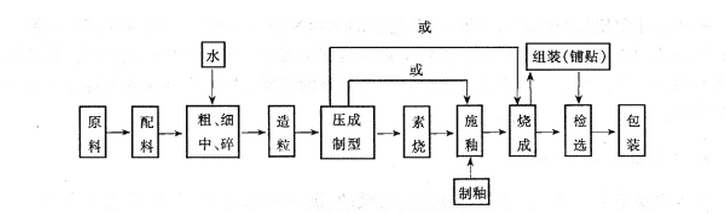 或
水
组装(铺贴)
或
原料
配料
粗、细
中、碎
造粒
压成
制型
素烧
施釉
烧成
检选
包装
制釉